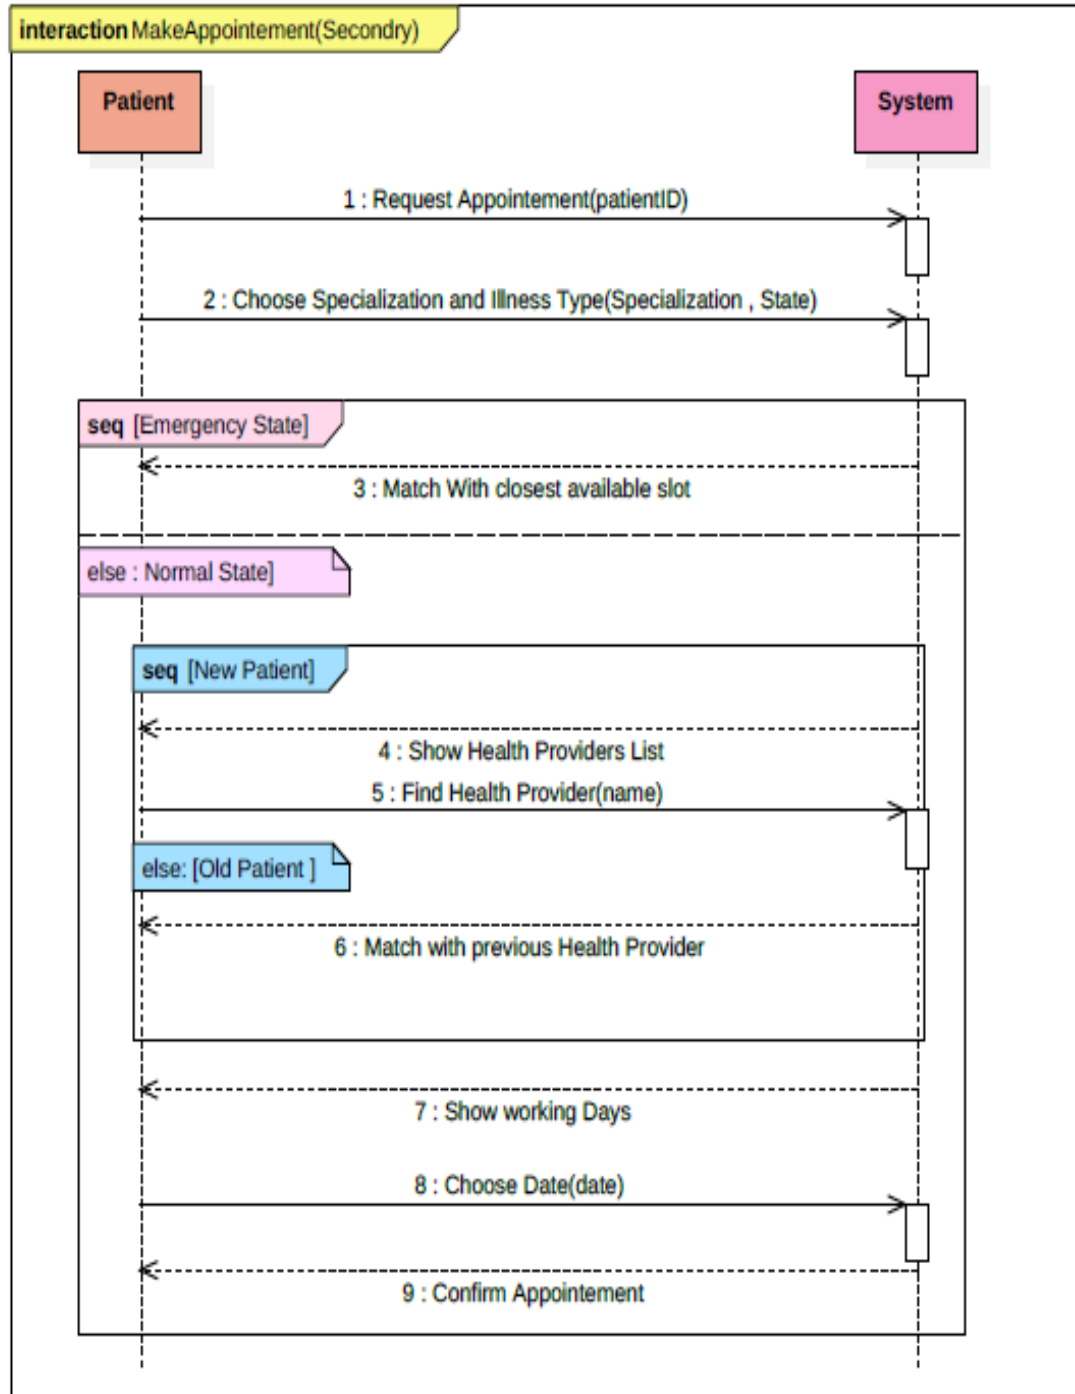 interaction MakeAppointement(Secondry)
Patient
System
1 : Request Appointement(patientID)
2 : Choose Specialization and Illness Type(Specialization , State)
seq [Emergency State]
3 : Match With closest available slot
else : Normal State]
seq [New Patient]
4 : Show Health Providers List
5 : Find Health Provider(name)
else: [Old Patient ]
6 : Match with previous Health Provider
7 : Show working Days
8 : Choose Date(date)
9 : Confirm Appointement